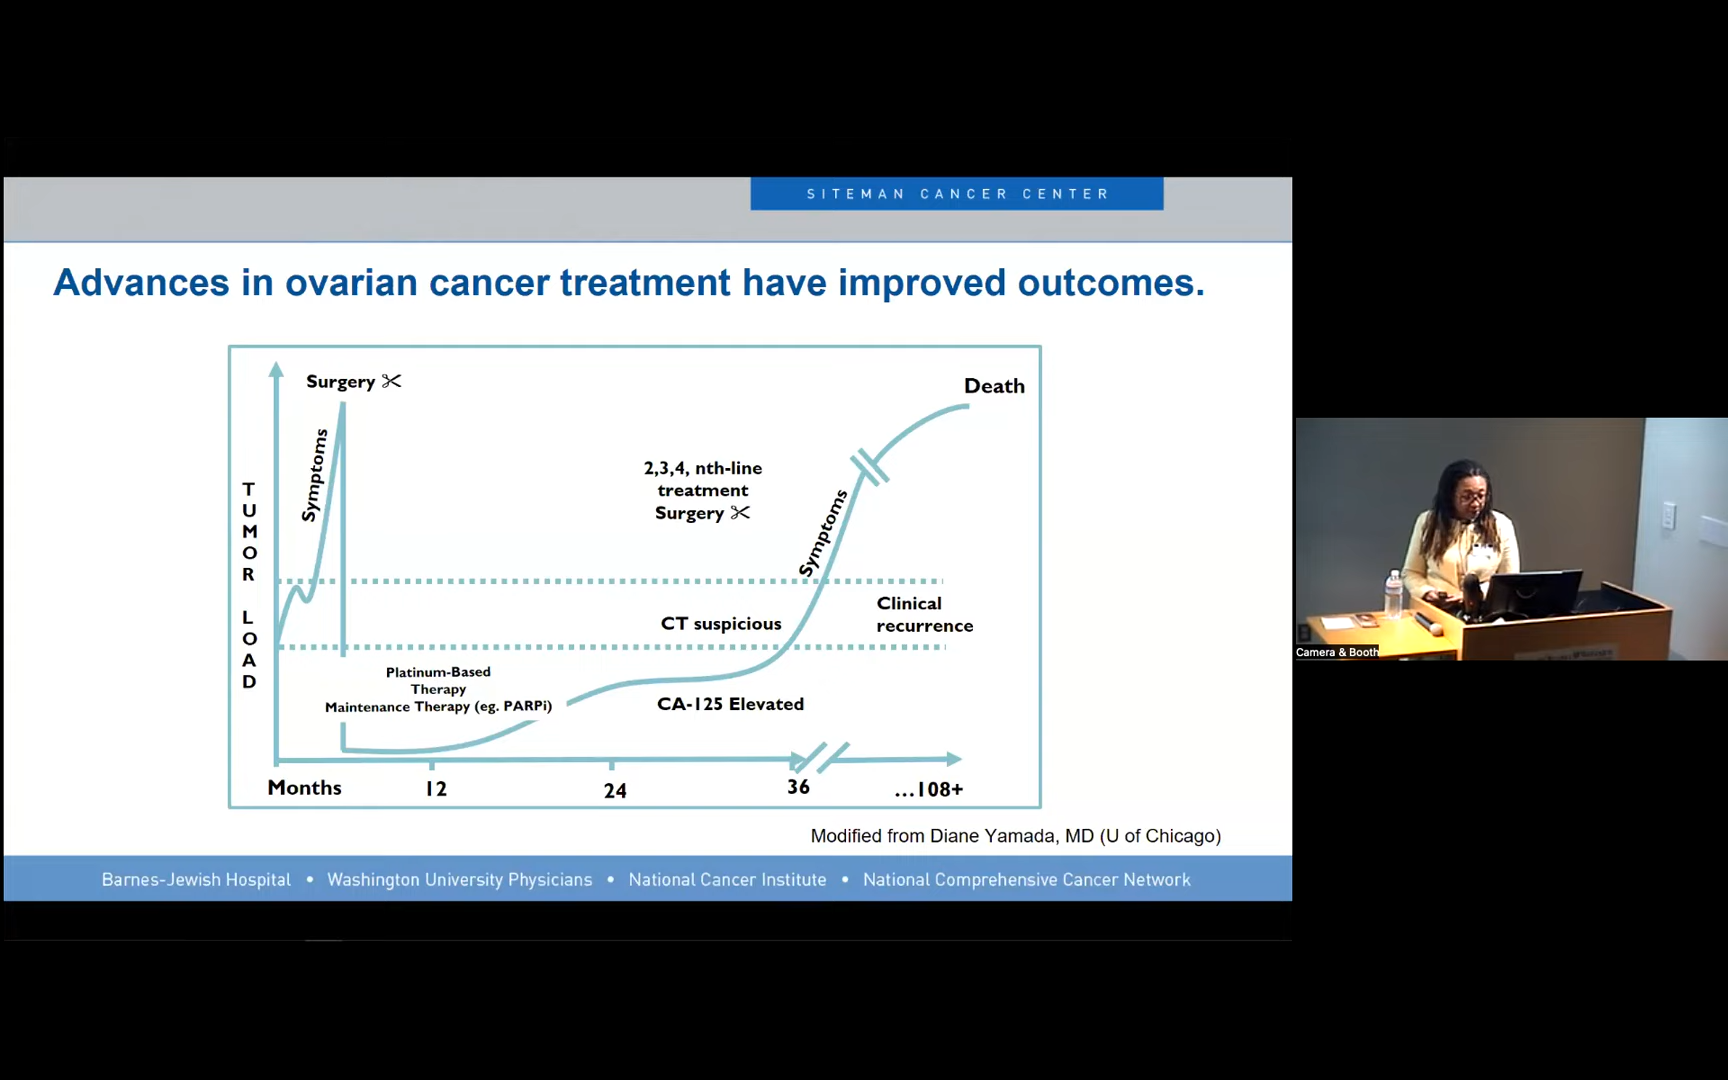 SITEMAN CANCER CENTER
Advances in ovarian cancer treatment have improved outcomes.
Surgery
Symptoms
TUMOR LOAD
2,3,4, nth-line
treatment
Surgery
Symptoms
Death
CT suspicious
Clinical
recurrence
Platinum-Based
Therapy
Maintenance Therapy (eg. PARPi)
CA-125 Elevated
Months 12 24 36 ...108+
Modified from Diane Yamada, MD (U of Chicago)
Barnes-Jewish Hospital • Washington University Physicians • National Cancer Institute • National Comprehensive Cancer Network
Camera & Booth